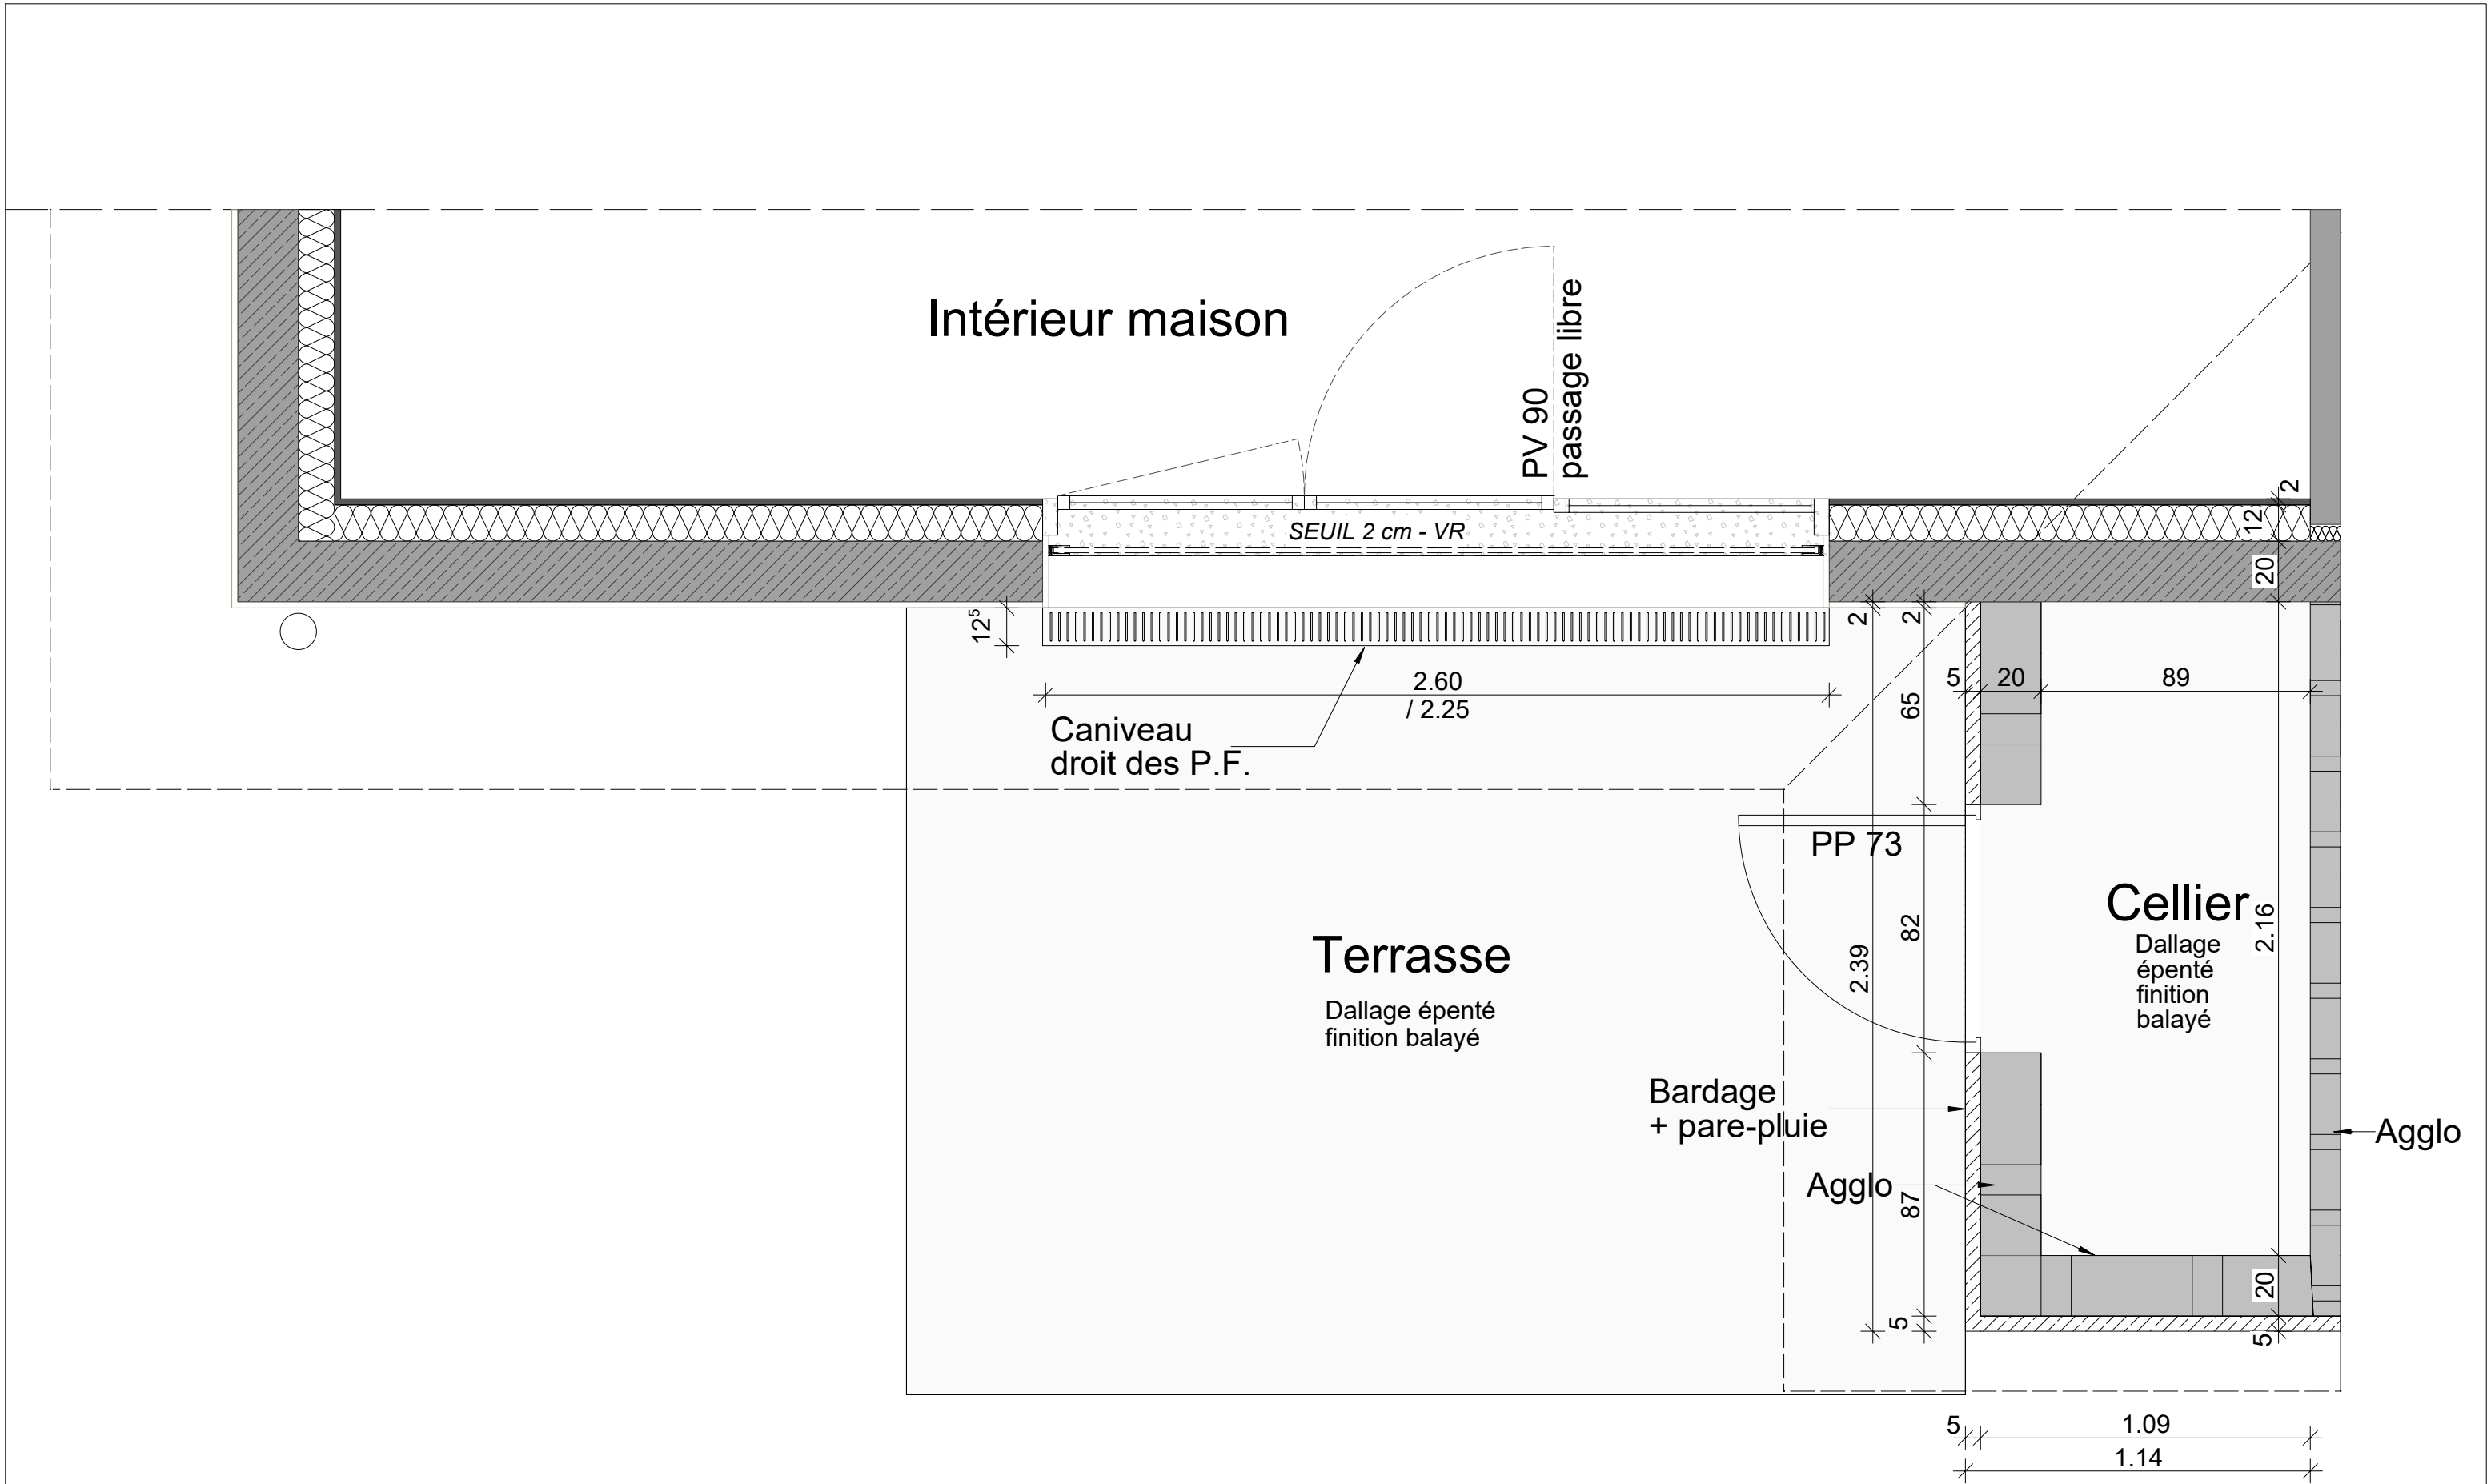 Intérieur maison
PV 90
passage libre
SEUIL 2 cm - VR
2
12
20
12⁵
2
2
2.60
/ 2.25
5
20
89
65
Caniveau
droit des P.F.
PP 73
82
2.39
Cellier
Dallage
épenté
finition
balayé
2.16
Terrasse
Dallage épenté
finition balayé
Bardage
+ pare-pluie
Agglo
Agglo
87
20
5
5
5
1.09
1.14